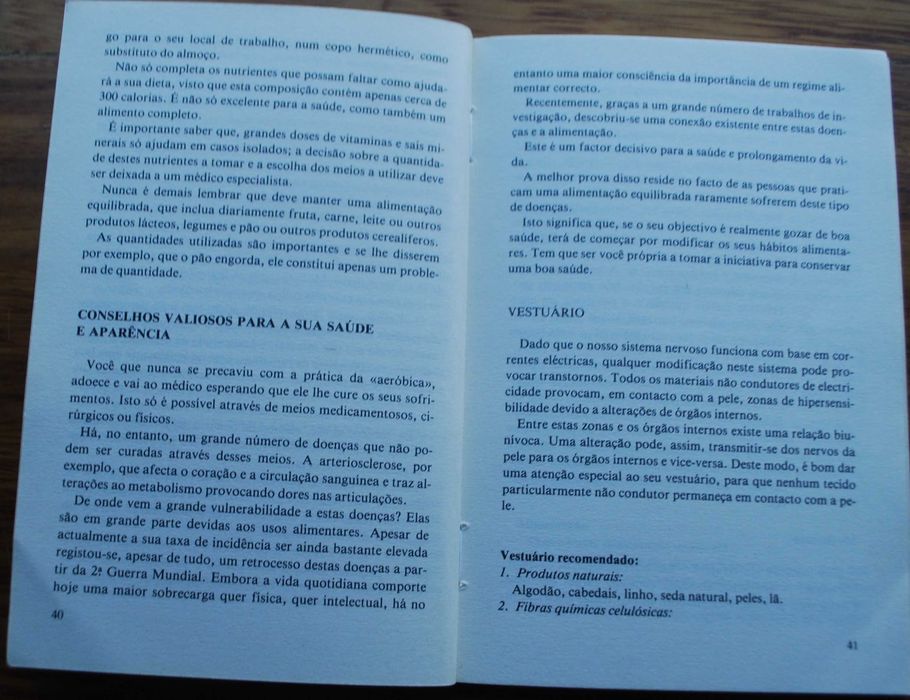 go para o seu local de trabalho, num copo hermético, como
substituto do almoço.
Não só completa os nutrientes que possam faltar como ajuda-
rá a sua dieta, visto que esta composição contém apenas cerca de
300 calorias. É não só excelente para a saúde, como também um
alimento completo.
É importante saber que, grandes doses de vitaminas e sais mi-
nerais só ajudam em casos isolados; a decisão sobre a quantida-
de destes nutrientes a tomar e a escolha dos meios a utilizar deve
ser deixada a um médico especialista.
Nunca é demais lembrar que deve manter uma alimentação
equilibrada, que inclua diariamente fruta, carne, leite ou outros
produtos lácteos, legumes e pão ou outros produtos cerealíferos.
As quantidades utilizadas são importantes e se lhe disserem
por exemplo, que o pão engorda, ele constitui apenas um proble-
ma de quantidade.
CONSELHOS VALIOSOS PARA A SUA SAÚDE
E APARÊNCIA
Você que nunca se precaviu com a prática da «aeróbica»,
adoece e vai ao médico esperando que ele lhe cure os seus sofri-
mentos. Isto só é possível através de meios medicamentosos, ci-
rúrgicos ou físicos.
Há, no entanto, um grande número de doenças que não po-
dem ser curadas através desses meios. A arteriosclerose, por
exemplo, que afecta o coração e a circulação sanguínea e traz al-
terações ao metabolismo provocando dores nas articulações.
De onde vem a grande vulnerabilidade a estas doenças? Elas
são em grande parte devidas aos usos alimentares. Apesar de
actualmente a sua taxa de incidência ser ainda bastante elevada
registou-se, apesar de tudo, um retrocesso destas doenças a par-
tir da 2ª Guerra Mundial. Embora a vida quotidiana comporte
hoje uma maior sobrecarga quer física, quer intelectual, há no
40
entanto uma maior consciência da importância de um regime ali-
mentar correcto.
Recentemente, graças a um grande número de trabalhos de in-
vestigação, descobriu-se uma conexão existente entre estas doen-
ças e a alimentação.
Este é um factor decisivo para a saúde e prolongamento da vi-
da.
A melhor prova disso reside no facto de as pessoas que prati-
cam uma alimentação equilibrada raramente sofrerem deste tipo
de doenças.
Isto significa que, se o seu objectivo é realmente gozar de boa
saúde, terá de começar por modificar os seus hábitos alimenta-
res. Tem que ser você própria a tomar a iniciativa para conservar
uma boa saúde.
VESTUÁRIO
Dado que o nosso sistema nervoso funciona com base em cor-
rentes eléctricas, qualquer modificação neste sistema pode pro-
vocar transtornos. Todos os materiais não condutores de electri-
cidade provocam, em contacto com a pele, zonas de hipersensi-
bilidade devido a alterações de órgãos internos.
Entre estas zonas e os órgãos internos existe uma relação biu-
nívoca. Uma alteração pode, assim, transmitir-se dos nervos da
pele para os órgãos internos e vice-versa. Deste modo, é bom dar
uma atenção especial ao seu vestuário, para que nenhum tecido
particularmente não condutor permaneça em contacto com a pe-
le.
Vestuário recomendado:
1. Produtos naturais:
Algodão, cabedais, linho, seda natural, peles, lã.
2. Fibras químicas celulósicas:
41